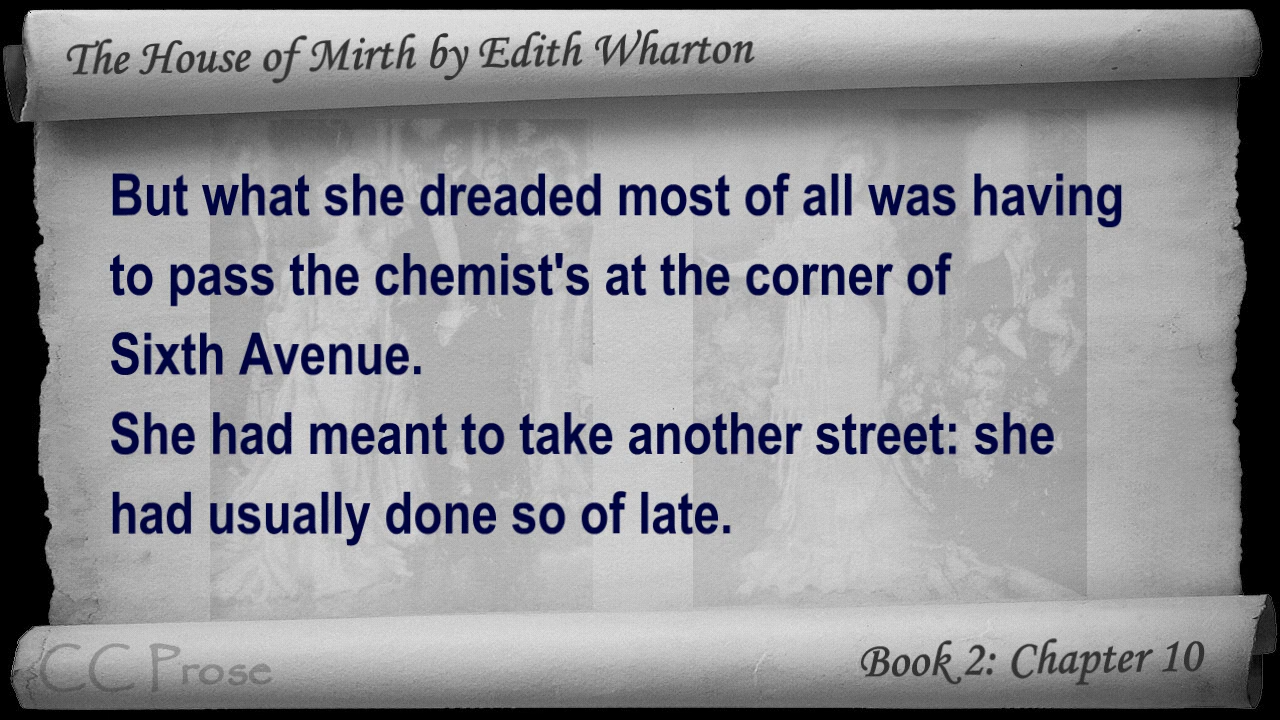 The House of Mirth by Edith Wharton
But what she dreaded most of all was having
to pass the chemist's at the corner of
Sixth Avenue.
She had meant to take another street: she
had usually done so of late.
CC Prose
Book 2: Chapter 10